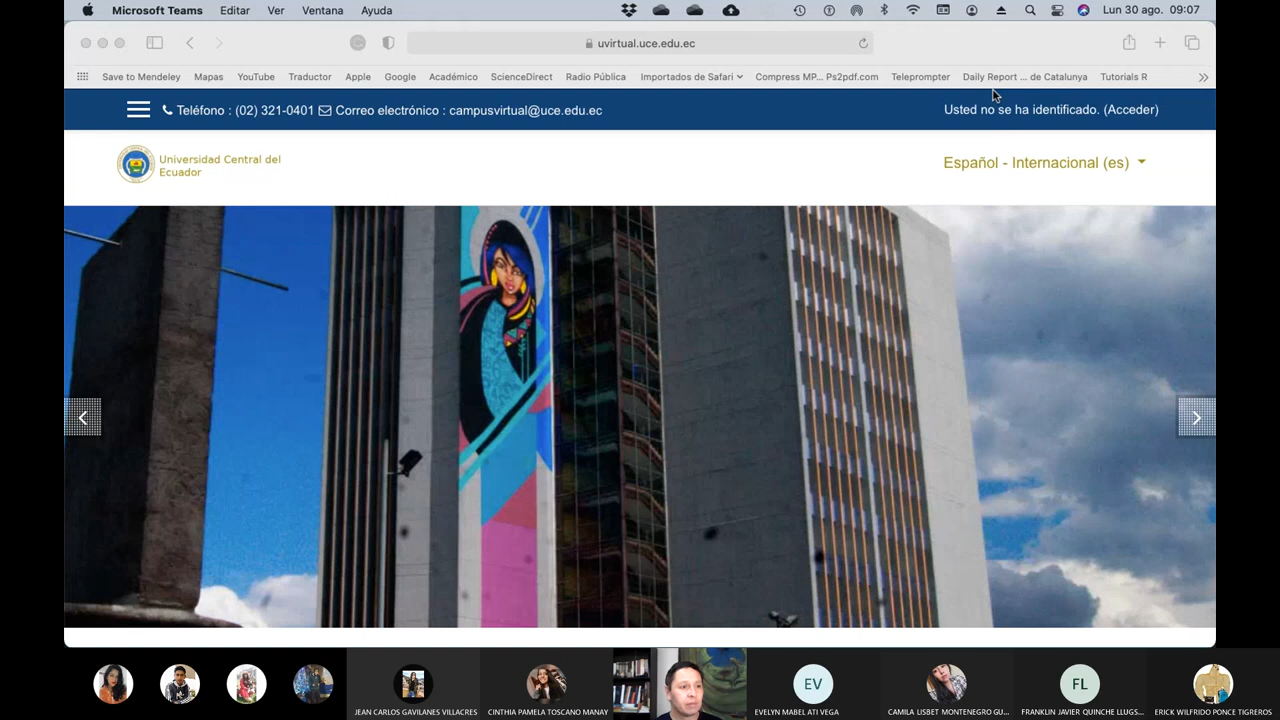 Microsoft Teams Editar Ver Ventana Ayuda Lun 30 ago. 09:07
uvirtual.uce.edu.ec
Save to Mendeley Mapas YouTube Traductor Apple Google Académico ScienceDirect Radio Pública Importados de Safari Compress MP... Ps2pdf.com Teleprompter Daily Report ... de Catalunya Tutorials R
Teléfono : (02) 321-0401 Correo electrónico : campusvirtual@uce.edu.ec Usted no se ha identificado. (Acceder)
Universidad Central del
Ecuador
Español - Internacional (es)
EV FL
JEAN CARLOS GAVILANES VILLACRES CINTHIA PAMELA TOSCANO MANAY EVELYN MABEL ATI VEGA CAMILA LISBET MONTENEGRO GU... FRANKLIN JAVIER QUINCHE LLUGS... ERICK WILFRIDO PONCE TIGREROS